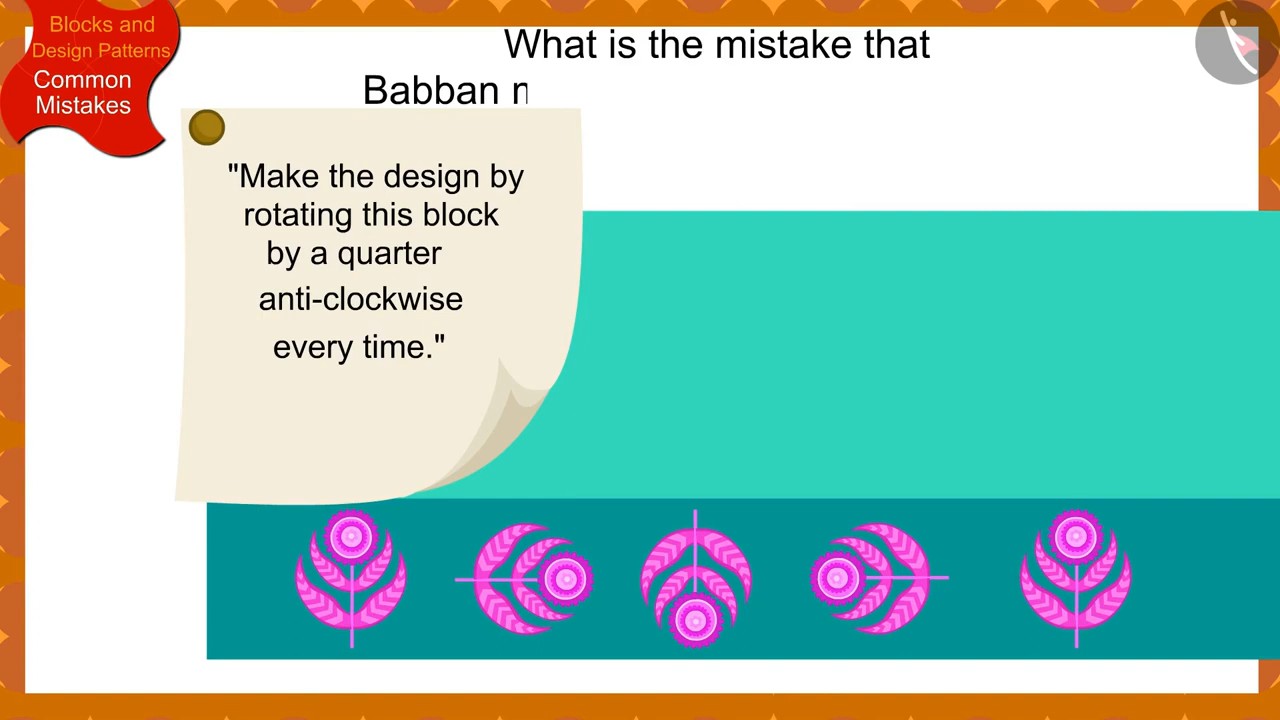 Blocks and
Design Patterns
Common
Mistakes
What is the mistake that
Babban
"Make the design by
rotating this block
by a quarter
anti-clockwise
every time."